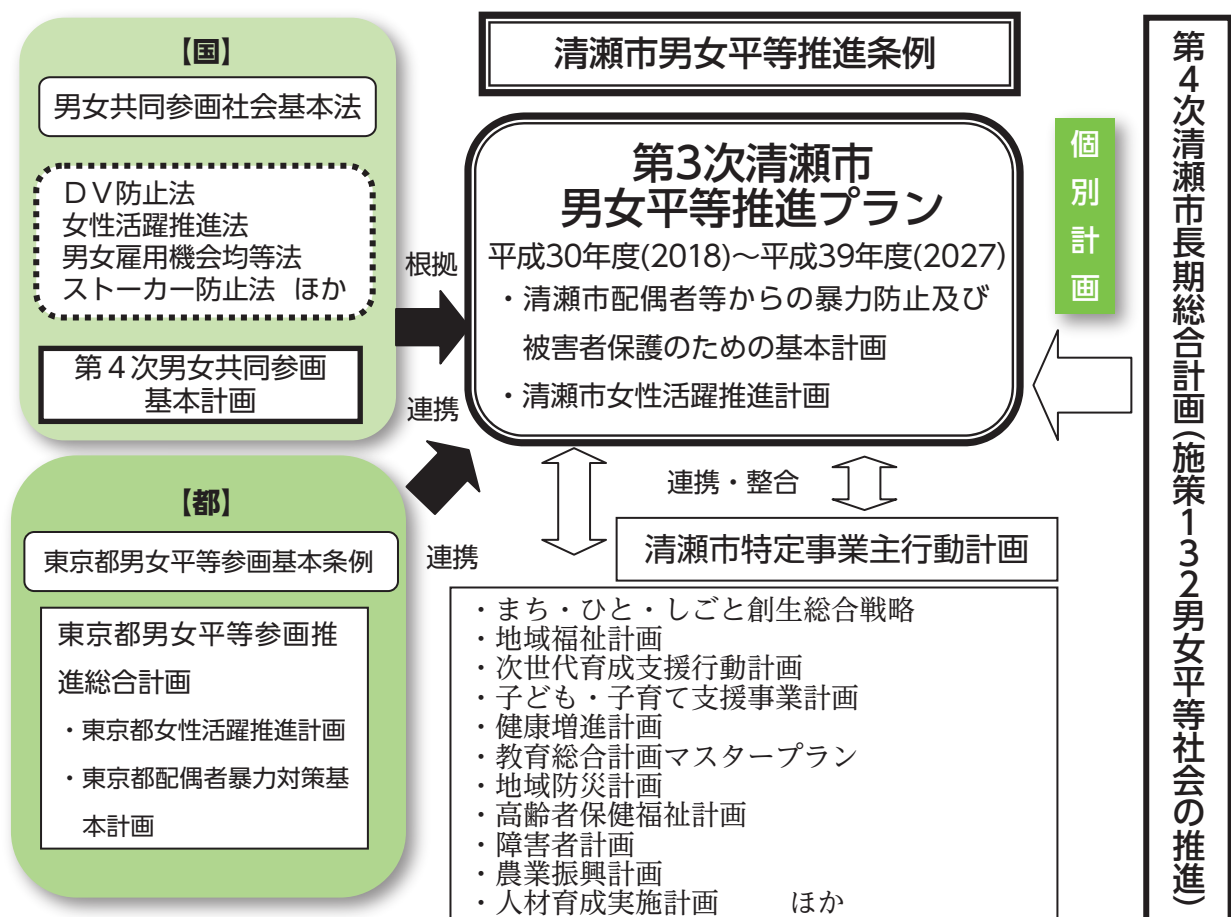 【国】
男女共同参画社会基本法
DV防止法
女性活躍推進法
男女雇用機会均等法
ストーカー防止法 ほか
第4次男女共同参画
基本計画
【都】
東京都男女平等参画基本条例
東京都男女平等参画推
進総合計画
・東京都女性活躍推進計画
・東京都配偶者暴力対策基
本計画
根拠
連携
連携
清瀬市男女平等推進条例
第3次清瀬市
男女平等推進プラン
平成30年度(2018)～平成39年度(2027)
・清瀬市配偶者等からの暴力防止及び
被害者保護のための基本計画
・清瀬市女性活躍推進計画
連携・整合
清瀬市特定事業主行動計画
・まち・ひと・しごと創生総合戦略
・地域福祉計画
・次世代育成支援行動計画
・子ども・子育て支援事業計画
・健康増進計画
・教育総合計画マスタープラン
・地域防災計画
・高齢者保健福祉計画
・障害者計画
・農業振興計画
・人材育成実施計画 ほか
個別計画
第4次清瀬市長期総合計画(施策132男女平等社会の推進)